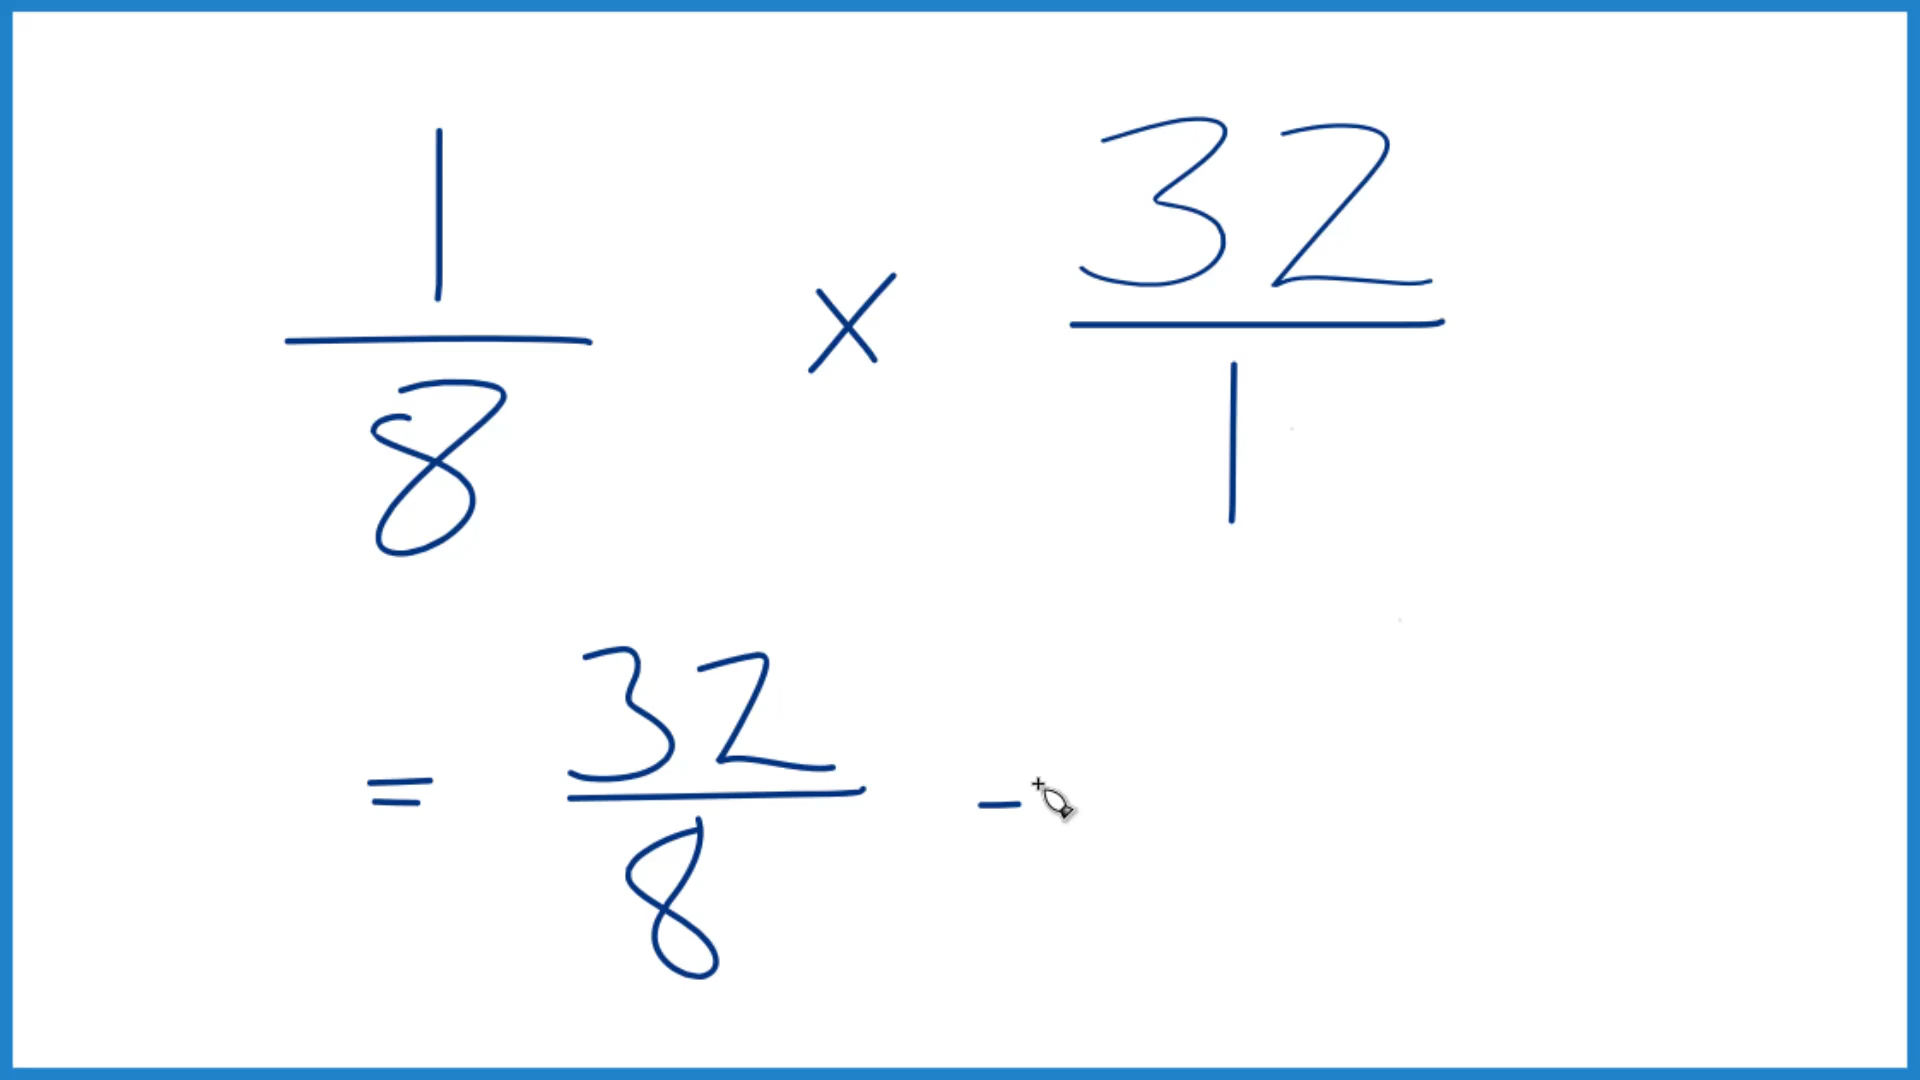 1/8 × 32/1
= 32/8 -